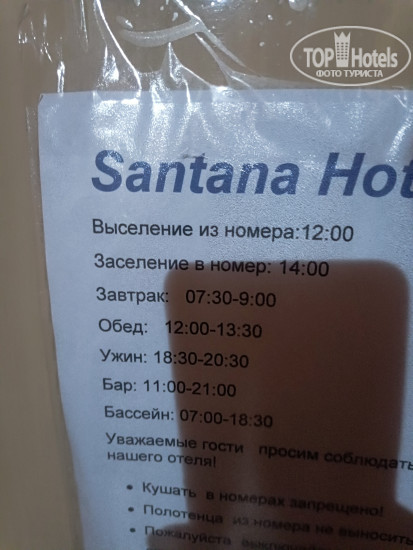 TOP Hotels
ФОТО ТУРИСТА
Santana Hot
Выселение из номера:12:00
Заселение в номер: 14:00
Завтрак: 07:30-9:00
Обед: 12:00-13:30
Ужин: 18:30-20:30
Бар: 11:00-21:00
Бассейн: 07:00-18:30
Уважаемые гости просим соблюдать
нашего отеля!
• Кушать в номерах запрещено!
• Полотенца из номера не выносить
• Пожалуйста выключ